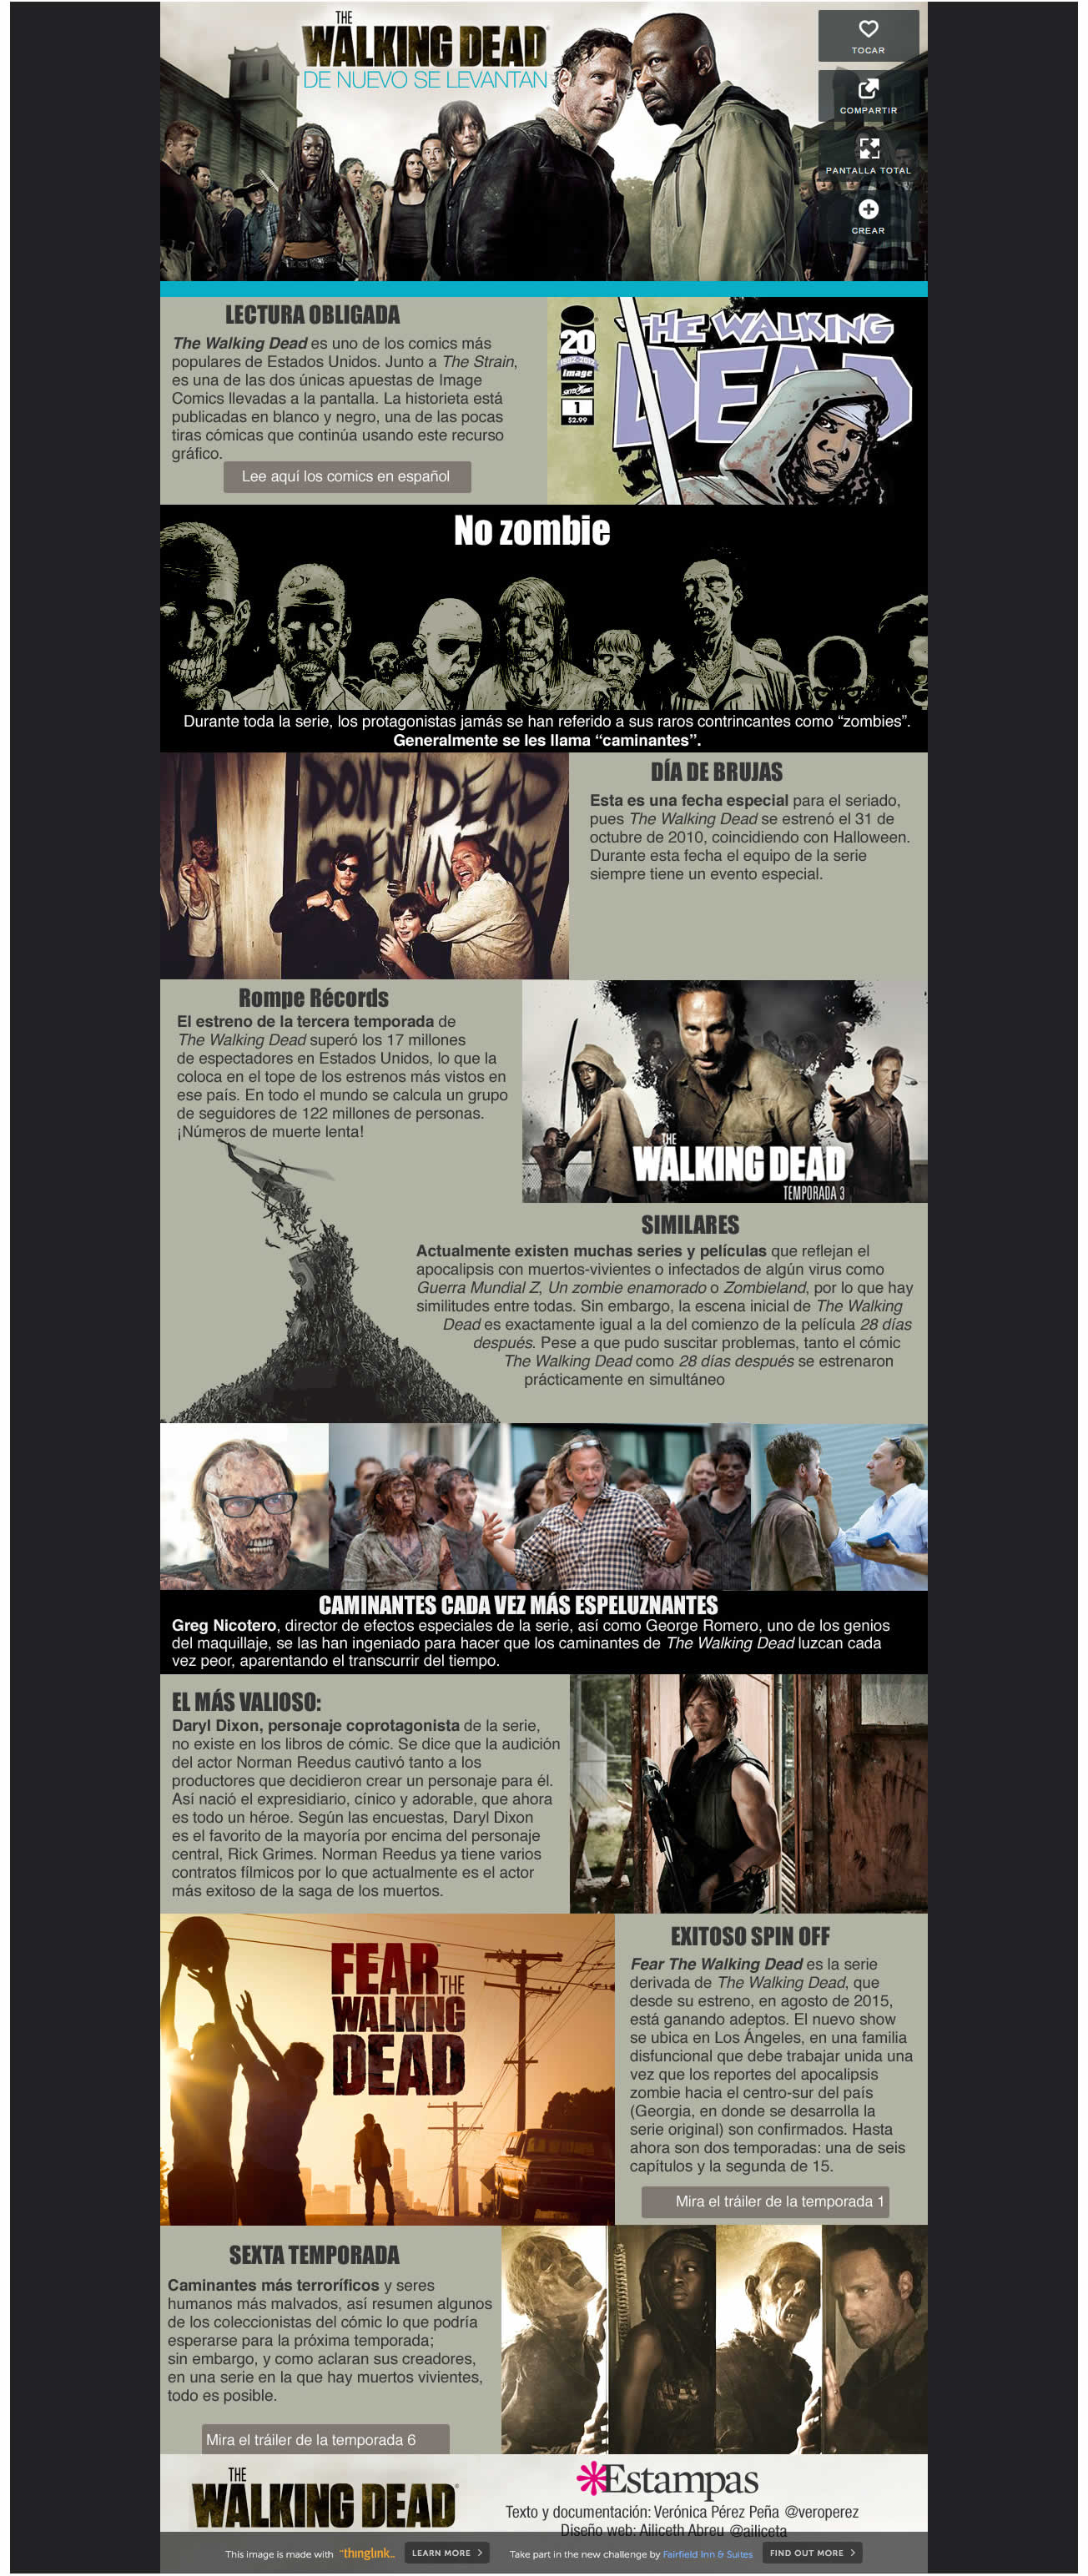 THE
WALKING DEAD
DE NUEVO SE LEVANTAN
TOCAR
COMPARTIR
PANTALLA TOTAL
CREAR
LECTURA OBLIGADA
The Walking Dead es uno de los comics más
populares de Estados Unidos. Junto a The Strain,
es una de las dos únicas apuestas de Image
Comics llevadas a la pantalla. La historieta está
publicadas en blanco y negro, una de las pocas
tiras cómicas que continúa usando este recurso
gráfico.
Lee aquí los comics en español
20
image
1
$2.99
THE WALKING
DEAD
No zombie
Durante toda la serie, los protagonistas jamás se han referido a sus raros contrincantes como “zombies”.
Generalmente se les llama “caminantes”.
DONT DEAD
DÍA DE BRUJAS
Esta es una fecha especial para el seriado,
pues The Walking Dead se estrenó el 31 de
octubre de 2010, coincidiendo con Halloween.
Durante esta fecha el equipo de la serie
siempre tiene un evento especial.
Rompe Récords
El estreno de la tercera temporada de
The Walking Dead superó los 17 millones
de espectadores en Estados Unidos, lo que la
coloca en el tope de los estrenos más vistos en
ese país. En todo el mundo se calcula un grupo
de seguidores de 122 millones de personas.
¡Números de muerte lenta!
THE
WALKING DEAD
TEMPORADA 3
SIMILARES
Actualmente existen muchas series y películas que reflejan el
apocalipsis con muertos-vivientes o infectados de algún virus como
Guerra Mundial Z, Un zombie enamorado o Zombieland, por lo que hay
similitudes entre todas. Sin embargo, la escena inicial de The Walking
Dead es exactamente igual a la del comienzo de la película 28 días
después. Pese a que pudo suscitar problemas, tanto el cómic
The Walking Dead como 28 días después se estrenaron
prácticamente en simultáneo
CAMINANTES CADA VEZ MÁS ESPELUZNANTES
Greg Nicotero, director de efectos especiales de la serie, así como George Romero, uno de los genios
del maquillaje, se las han ingeniado para hacer que los caminantes de The Walking Dead luzcan cada
vez peor, aparentando el transcurrir del tiempo.
EL MÁS VALIOSO:
Daryl Dixon, personaje coprotagonista de la serie,
no existe en los libros de cómic. Se dice que la audición
del actor Norman Reedus cautivó tanto a los
productores que decidieron crear un personaje para él.
Así nació el expresidiario, cínico y adorable, que ahora
es todo un héroe. Según las encuestas, Daryl Dixon
es el favorito de la mayoría por encima del personaje
central, Rick Grimes. Norman Reedus ya tiene varios
contratos fílmicos por lo que actualmente es el actor
más exitoso de la saga de los muertos.
FEAR THE
WALKING
DEAD
EXITOSO SPIN OFF
Fear The Walking Dead es la serie
derivada de The Walking Dead, que
desde su estreno, en agosto de 2015,
está ganando adeptos. El nuevo show
se ubica en Los Ángeles, en una familia
disfuncional que debe trabajar unida una
vez que los reportes del apocalipsis
zombie hacia el centro-sur del país
(Georgia, en donde se desarrolla la
serie original) son confirmados. Hasta
ahora son dos temporadas: una de seis
capítulos y la segunda de 15.
Mira el tráiler de la temporada 1
SEXTA TEMPORADA
Caminantes más terroríficos y seres
humanos más malvados, así resumen algunos
de los coleccionistas del cómic lo que podría
esperarse para la próxima temporada;
sin embargo, y como aclaran sus creadores,
en una serie en la que hay muertos vivientes,
todo es posible.
Mira el tráiler de la temporada 6
THE
WALKING DEAD
Estampas
Texto y documentación: Verónica Pérez Peña @veroperez
Diseño web: Ailiceth Abreu @ailiceta
This image is made with thinglink.. LEARN MORE > Take part in the new challenge by Fairfield Inn & Suites FIND OUT MORE >